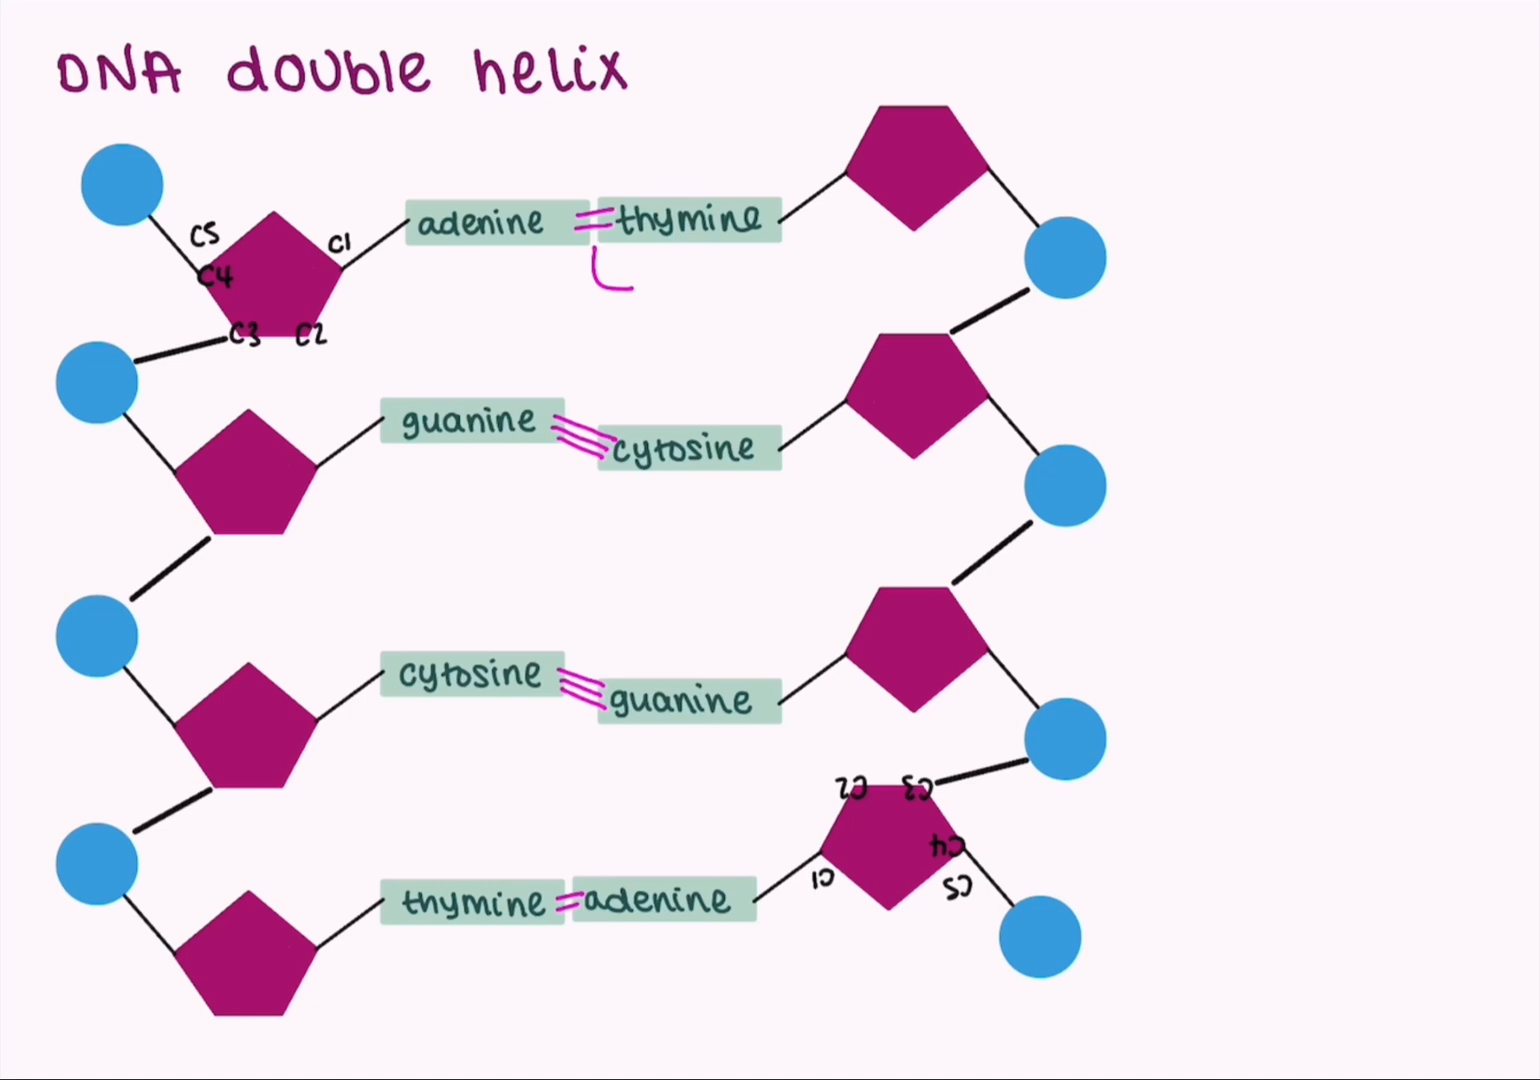 DNA double helix
C5
C1
adenine
thymine
C4
C3
C2
guanine
cytosine
cytosine
guanine
C2
C3
C4
C1
C5
thymine
adenine